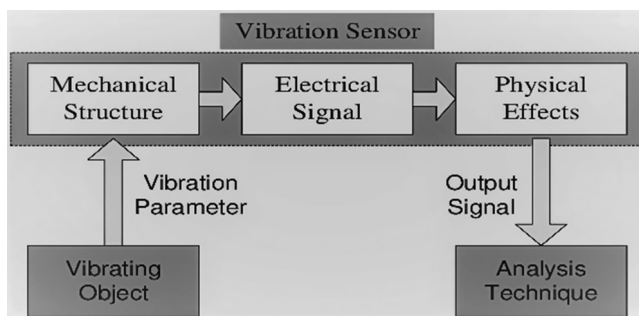 Vibration Sensor
Mechanical
Structure
Electrical
Signal
Physical
Effects
Vibration
Parameter
Output
Signal
Vibrating
Object
Analysis
Technique